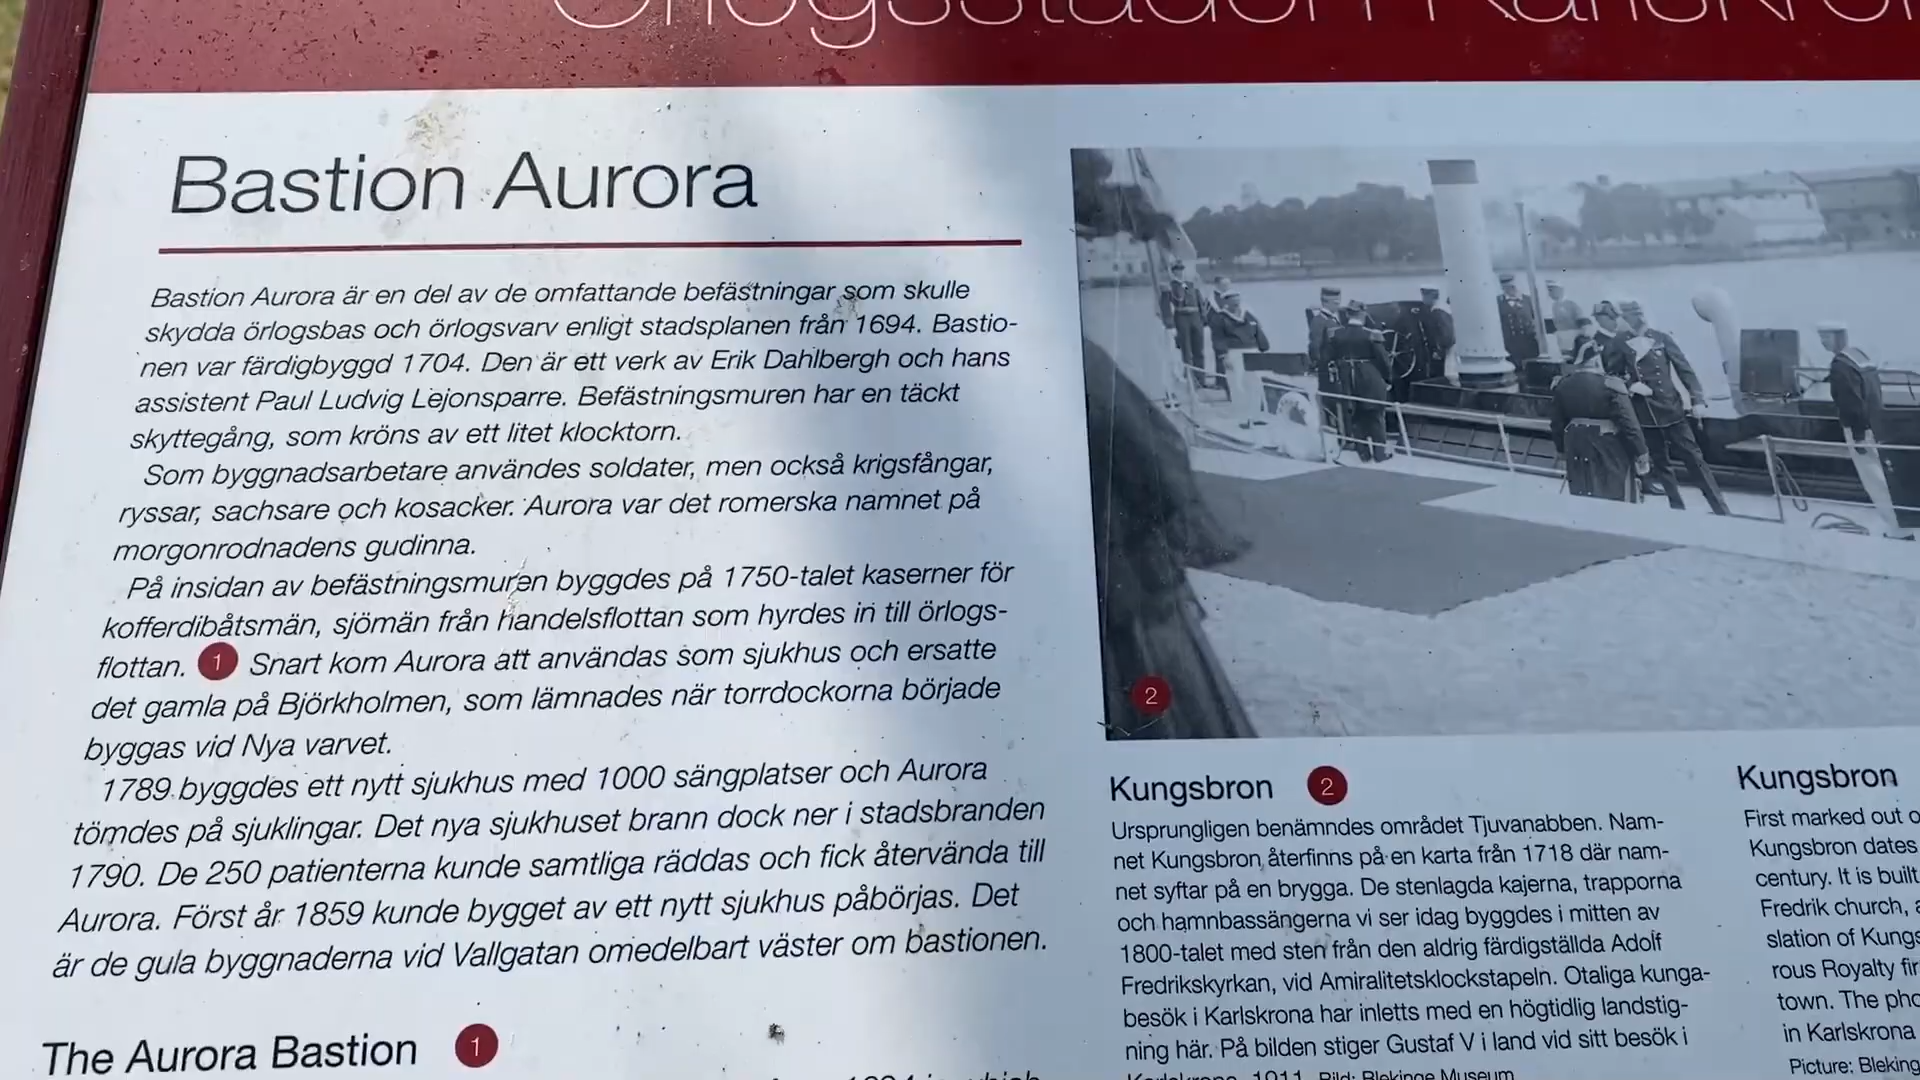 Örlogsstaden
Bastion Aurora
Bastion Aurora är en del av de omfattande befästningar som skulle
skydda örlogsbas och örlogsvarv enligt stadsplanen från 1694. Bastio-
nen var färdigbyggd 1704. Den är ett verk av Erik Dahlbergh och hans
assistent Paul Ludvig Lejonsparre. Befästningsmuren har en täckt
skyttegång, som kröns av ett litet klocktorn.
Som byggnadsarbetare användes soldater, men också krigsfångar,
ryssar, sachsare och kosacker. Aurora var det romerska namnet på
morgonrodnadens gudinna.
På insidan av befästningsmuren byggdes på 1750-talet kaserner för
kofferdibåtsmän, sjömän från handelsflottan som hyrdes in till örlogs-
flottan. 1 Snart kom Aurora att användas som sjukhus och ersatte
det gamla på Björkholmen, som lämnades när torrdockorna började
byggas vid Nya varvet.
1789 byggdes ett nytt sjukhus med 1000 sängplatser och Aurora
tömdes på sjuklingar. Det nya sjukhuset brann dock ner i stadsbranden
1790. De 250 patienterna kunde samtliga räddas och fick återvända till
Aurora. Först år 1859 kunde bygget av ett nytt sjukhus påbörjas. Det
är de gula byggnaderna vid Vallgatan omedelbart väster om bastionen.
The Aurora Bastion 1
2
Kungsbron 2
Ursprungligen benämndes området Tjuvanabben. Nam-
net Kungsbron återfinns på en karta från 1718 där nam-
net syftar på en brygga. De stenlagda kajerna, trapporna
och hamnbassängerna vi ser idag byggdes i mitten av
1800-talet med sten från den aldrig färdigställda Adolf
Fredrikskyrkan, vid Amiralitetsklockstapeln. Otaliga kunga-
besök i Karlskrona har inletts med en högtidlig landstig-
ning här. På bilden stiger Gustaf V i land vid sitt besök i
Karlskrona 1911. Bild: Blekinge Museum
Kungsbron
First marked out
Kungsbron dates
century. It is built
Fredrik church,
slation of
rous Royalty
town. The
in Karlskrona
Picture: